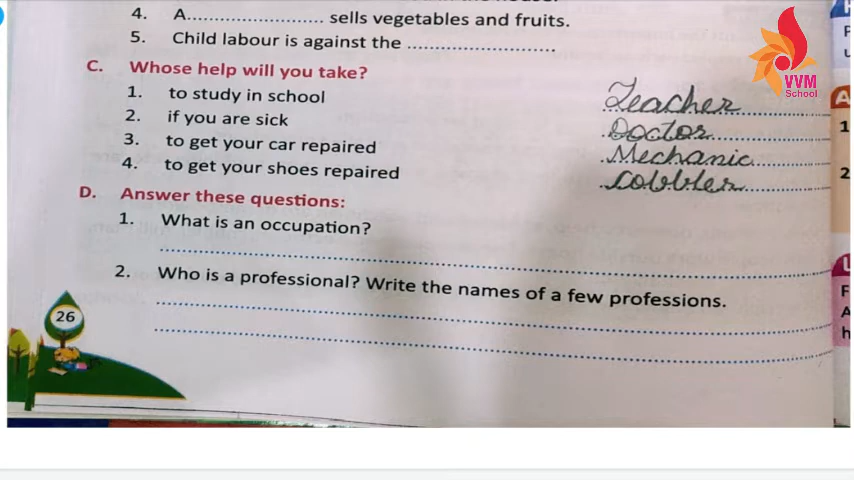 4. A........................ sells vegetables and fruits.
5. Child labour is against the ..........................
C. Whose help will you take?
1. to study in school Teacher
2. if you are sick Doctor
3. to get your car repaired Mechanic
4. to get your shoes repaired Cobbler
D. Answer these questions:
1. What is an occupation?
2. Who is a professional? Write the names of a few professions.
26
VVM
School
A
1
2
F
A
h